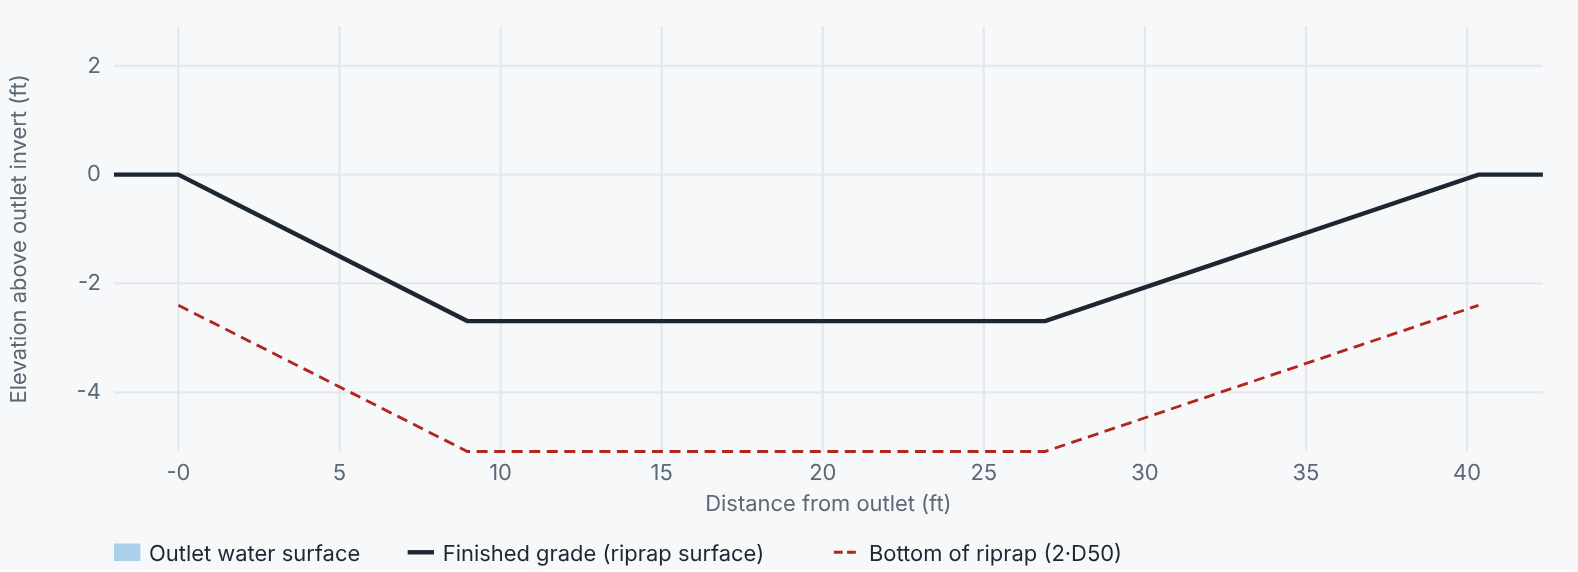 Elevation above outlet invert (ft)
2
0
-2
-4
-0 5 10 15 20 25 30 35 40
Distance from outlet (ft)
Outlet water surface Finished grade (riprap surface) Bottom of riprap (2·D50)